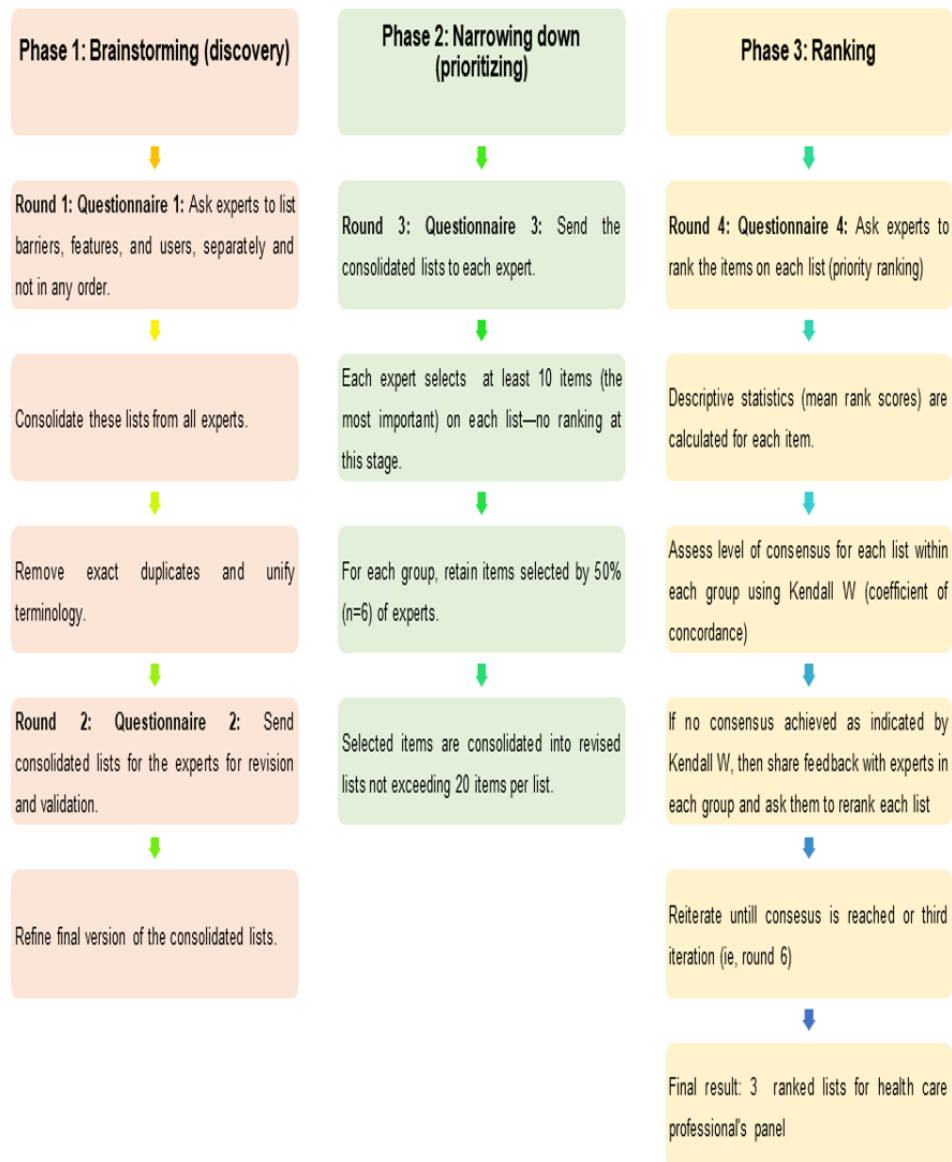 Phase 1: Brainstorming (discovery)
Round 1: Questionnaire 1: Ask experts to list
barriers, features, and users, separately and
not in any order.
Consolidate these lists from all experts.
Remove exact duplicates and unify
terminology.
Round 2: Questionnaire 2: Send
consolidated lists for the experts for revision
and validation.
Refine final version of the consolidated lists.
Phase 2: Narrowing down
(prioritizing)
Round 3: Questionnaire 3: Send the
consolidated lists to each expert.
Each expert selects at least 10 items (the
most important) on each list—no ranking at
this stage.
For each group, retain items selected by 50%
(n=6) of experts.
Selected items are consolidated into revised
lists not exceeding 20 items per list.
Phase 3: Ranking
Round 4: Questionnaire 4: Ask experts to
rank the items on each list (priority ranking)
Descriptive statistics (mean rank scores) are
calculated for each item.
Assess level of consensus for each list within
each group using Kendall W (coefficient of
concordance)
If no consensus achieved as indicated by
Kendall W, then share feedback with experts in
each group and ask them to rerank each list
Reiterate untill consesus is reached or third
iteration (ie, round 6)
Final result: 3 ranked lists for health care
professional's panel